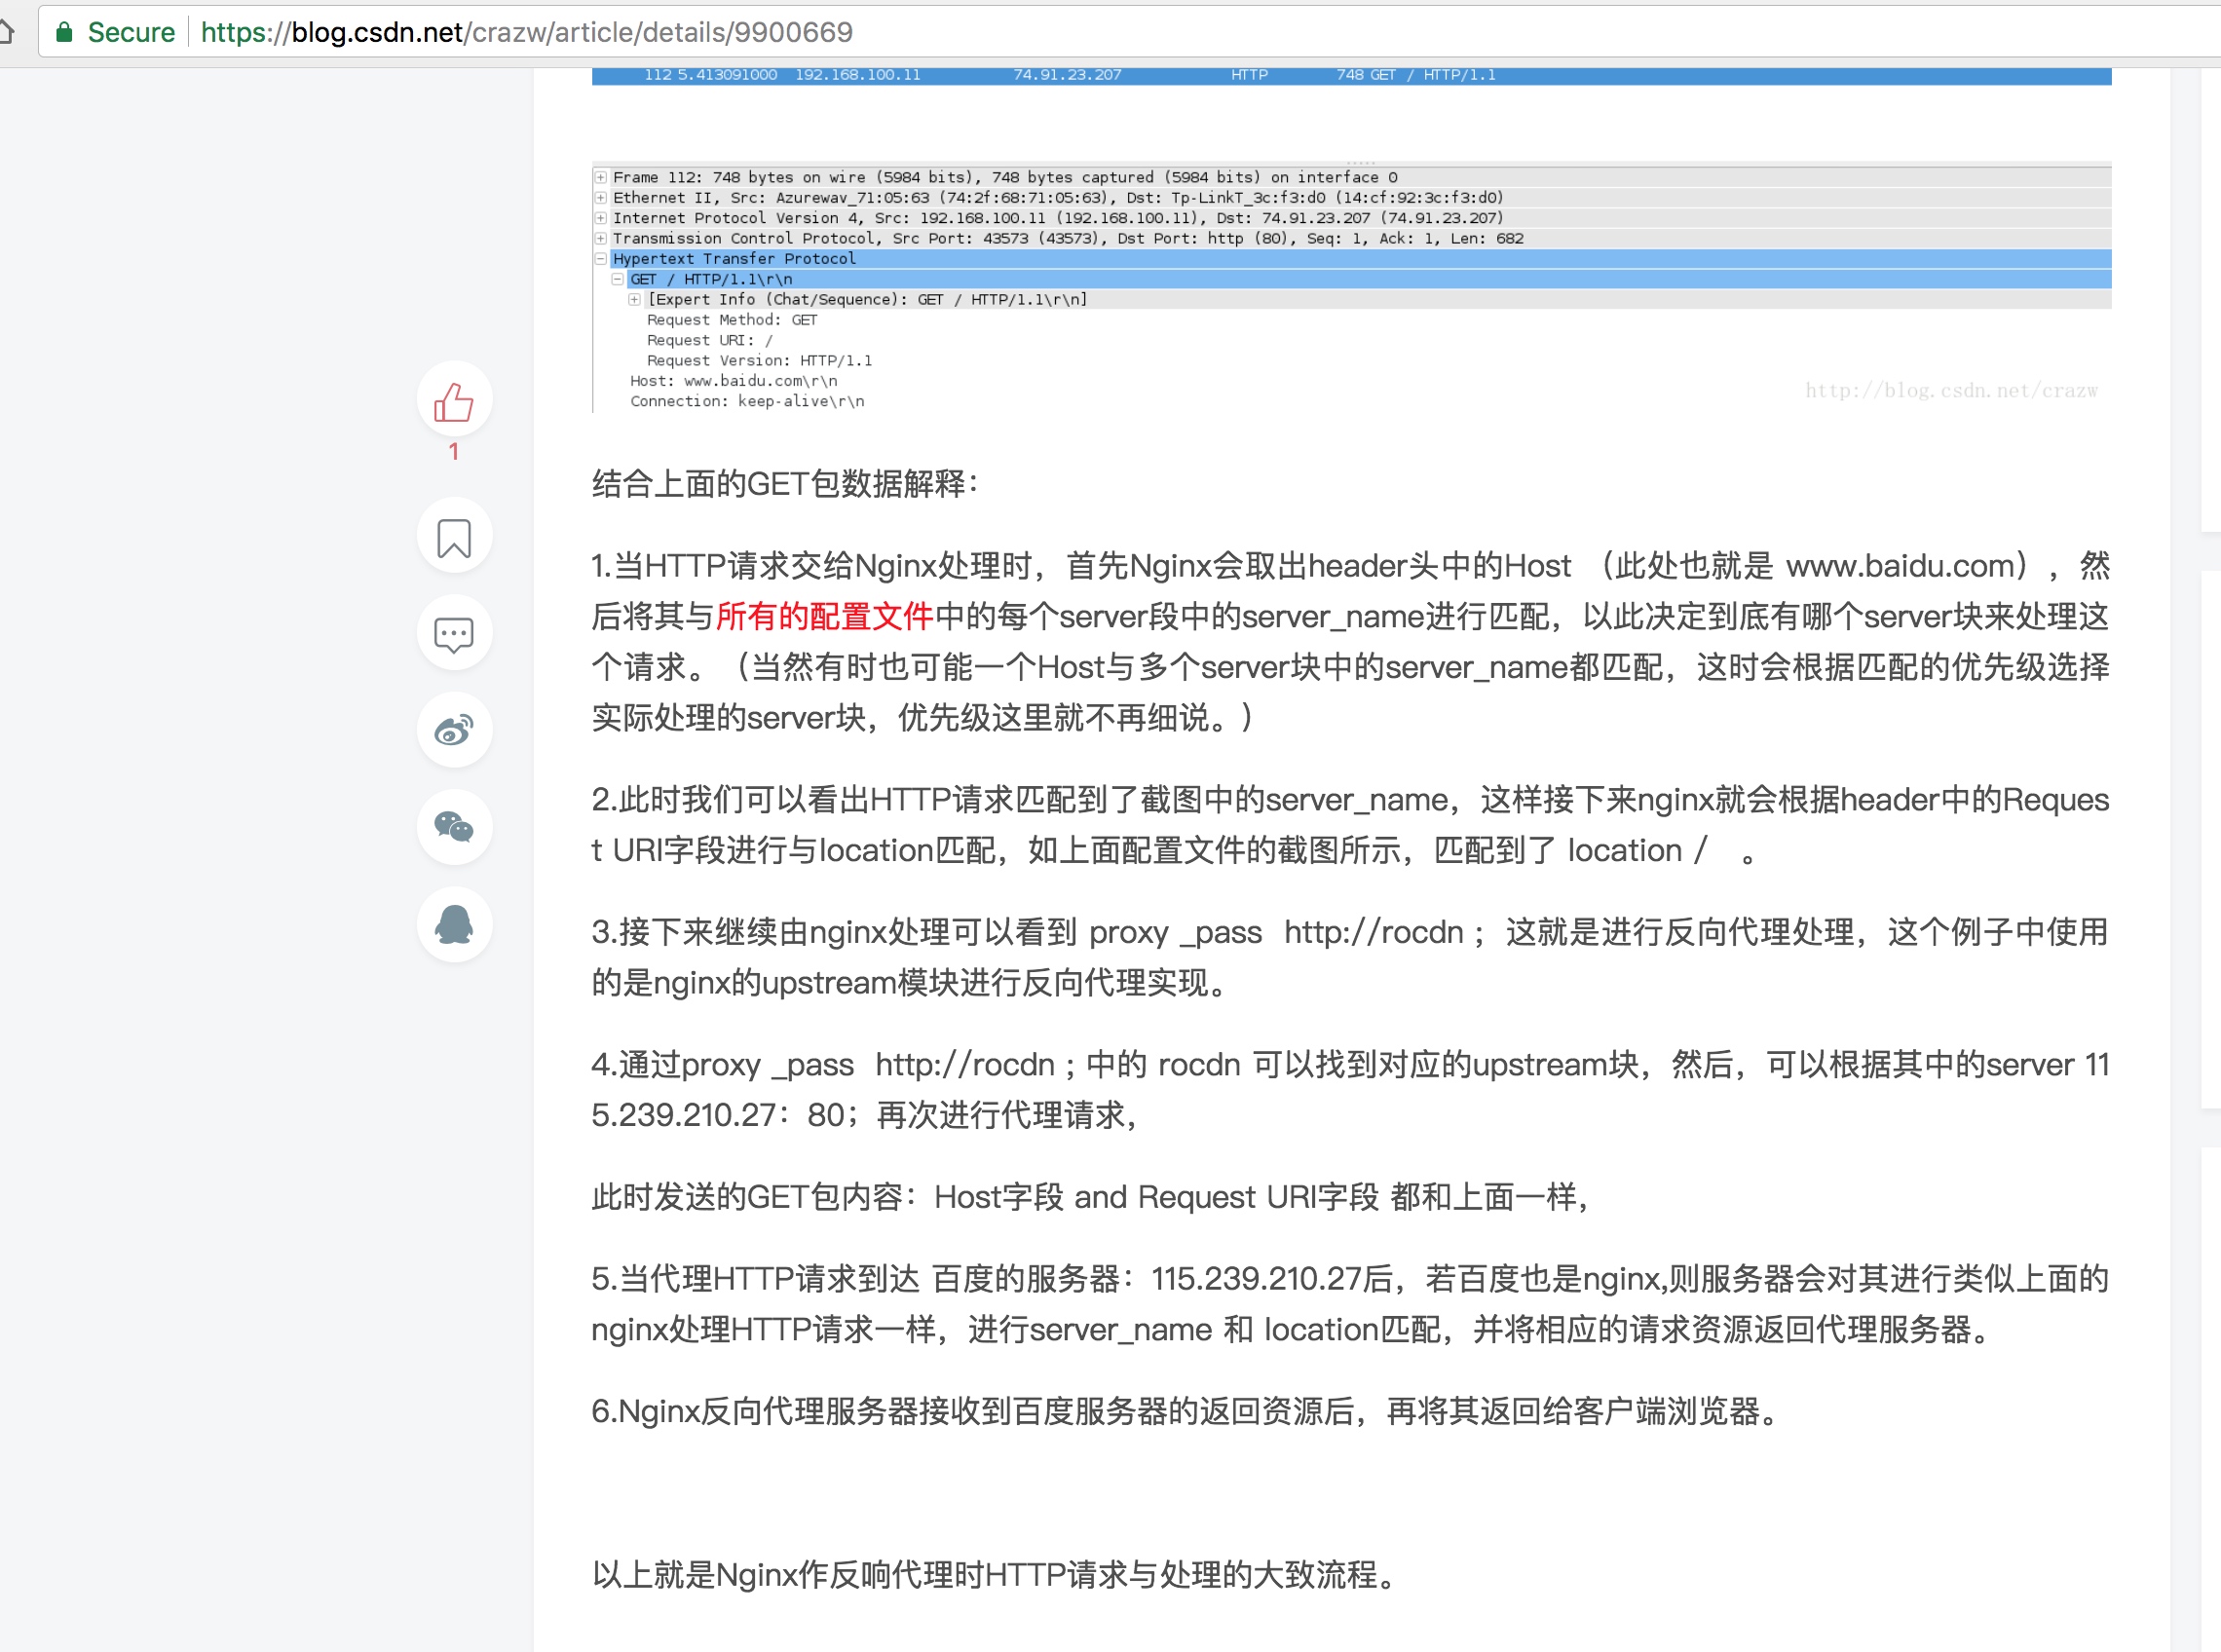 Secure https://blog.csdn.net/crazw/article/details/9900669
112 5.413091000 192.168.100.11 74.91.23.207 HTTP 748 GET / HTTP/1.1
Frame 112: 748 bytes on wire (5984 bits), 748 bytes captured (5984 bits) on interface 0
Ethernet II, Src: Azurewav_71:05:63 (74:2f:68:71:05:63), Dst: Tp-LinkT_3c:f3:d0 (14:cf:92:3c:f3:d0)
Internet Protocol Version 4, Src: 192.168.100.11 (192.168.100.11), Dst: 74.91.23.207 (74.91.23.207)
Transmission Control Protocol, Src Port: 43573 (43573), Dst Port: http (80), Seq: 1, Ack: 1, Len: 682
Hypertext Transfer Protocol
GET / HTTP/1.1\r\n
[Expert Info (Chat/Sequence): GET / HTTP/1.1\r\n]
Request Method: GET
Request URI: /
Request Version: HTTP/1.1
Host: www.baidu.com\r\n
Connection: keep-alive\r\n
http://blog.csdn.net/crazw
1
结合上面的GET包数据解释：
1.当HTTP请求交给Nginx处理时，首先Nginx会取出header头中的Host （此处也就是 www.baidu.com），然
后将其与所有的配置文件中的每个server段中的server_name进行匹配，以此决定到底有哪个server块来处理这
个请求。（当然有时也可能一个Host与多个server块中的server_name都匹配，这时会根据匹配的优先级选择
实际处理的server块，优先级这里就不再细说。）
2.此时我们可以看出HTTP请求匹配到了截图中的server_name，这样接下来nginx就会根据header中的Reques
t URI字段进行与location匹配，如上面配置文件的截图所示，匹配到了 location / 。
3.接下来继续由nginx处理可以看到 proxy _pass http://rocdn ；这就是进行反向代理处理，这个例子中使用
的是nginx的upstream模块进行反向代理实现。
4.通过proxy _pass http://rocdn ; 中的 rocdn 可以找到对应的upstream块，然后，可以根据其中的server 11
5.239.210.27：80；再次进行代理请求，
此时发送的GET包内容：Host字段 and Request URI字段 都和上面一样，
5.当代理HTTP请求到达 百度的服务器：115.239.210.27后，若百度也是nginx,则服务器会对其进行类似上面的
nginx处理HTTP请求一样，进行server_name 和 location匹配，并将相应的请求资源返回代理服务器。
6.Nginx反向代理服务器接收到百度服务器的返回资源后，再将其返回给客户端浏览器。
以上就是Nginx作反响代理时HTTP请求与处理的大致流程。